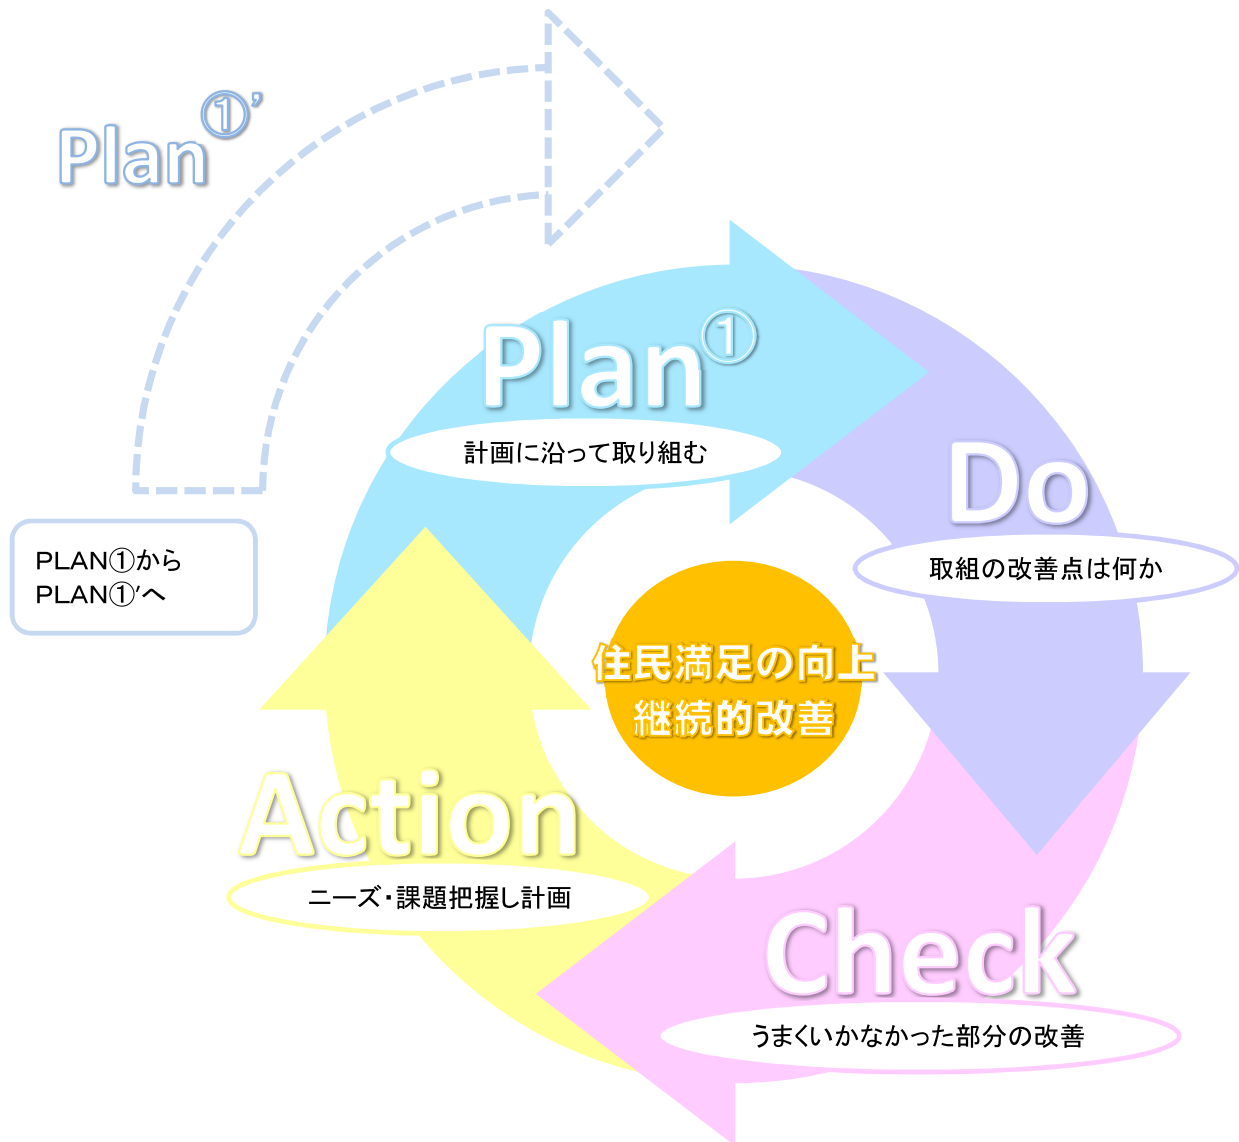 Plan①’
Plan①
計画に沿って取り組む
Do
取組の改善点は何か
PLAN①から
PLAN①’へ
住民満足の向上
継続的改善
Action
ニーズ・課題把握し計画
Check
うまくいかなかった部分の改善